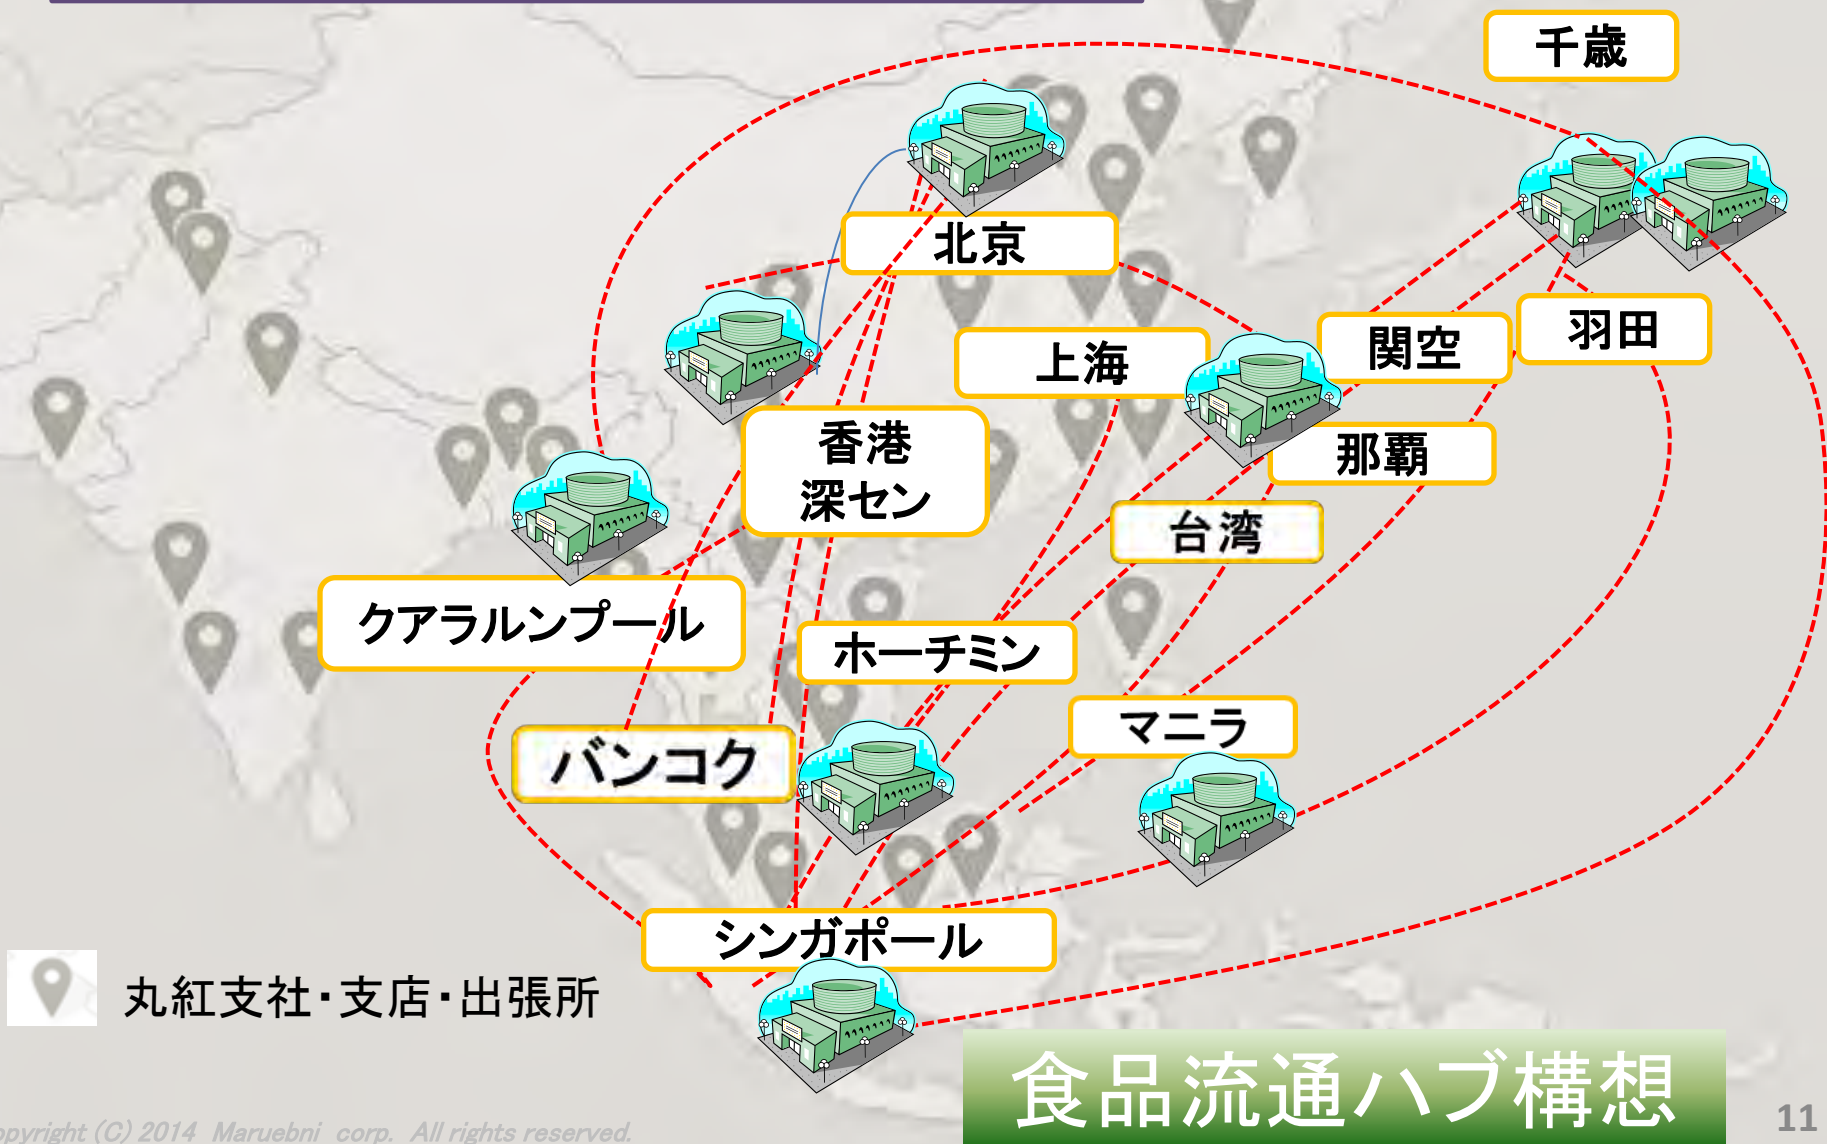 千歳
北京
羽田
関空
上海
香港
深セン
那覇
台湾
クアラルンプール
ホーチミン
マニラ
バンコク
シンガポール
丸紅支社・支店・出張所
食品流通ハブ構想
opyright (C) 2014 Maruebni corp. All rights reserved.
11